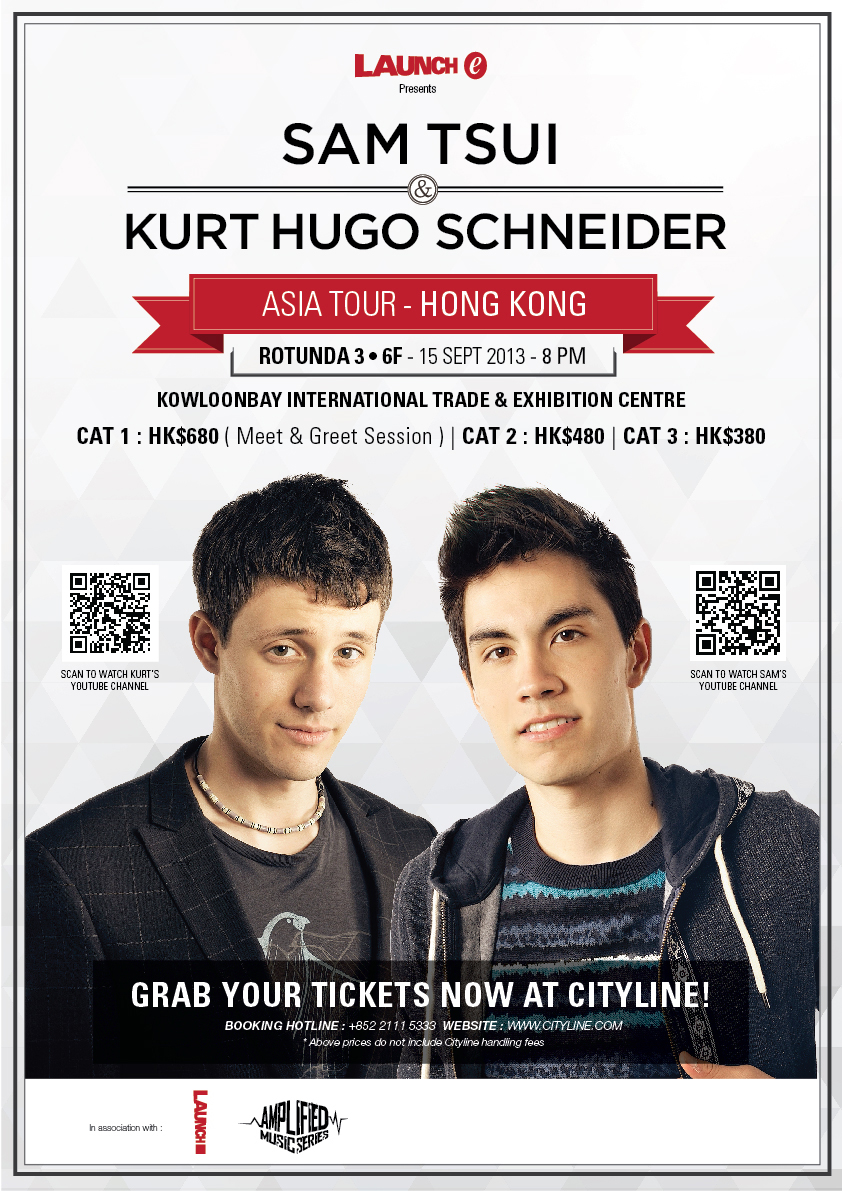 LAUNCH e
Presents
SAM TSUI
&
KURT HUGO SCHNEIDER
ASIA TOUR - HONG KONG
ROTUNDA 3 • 6F - 15 SEPT 2013 - 8 PM
KOWLOONBAY INTERNATIONAL TRADE & EXHIBITION CENTRE
CAT 1 : HK$680 ( Meet & Greet Session ) | CAT 2 : HK$480 | CAT 3 : HK$380
SCAN TO WATCH KURT'S
YOUTUBE CHANNEL
SCAN TO WATCH SAM'S
YOUTUBE CHANNEL
GRAB YOUR TICKETS NOW AT CITYLINE!
BOOKING HOTLINE : +852 2111 5333 WEBSITE : WWW.CITYLINE.COM
* Above prices do not include Cityline handling fees
In association with :
LAUNCH
AMPLIFIED
MUSIC SERIES